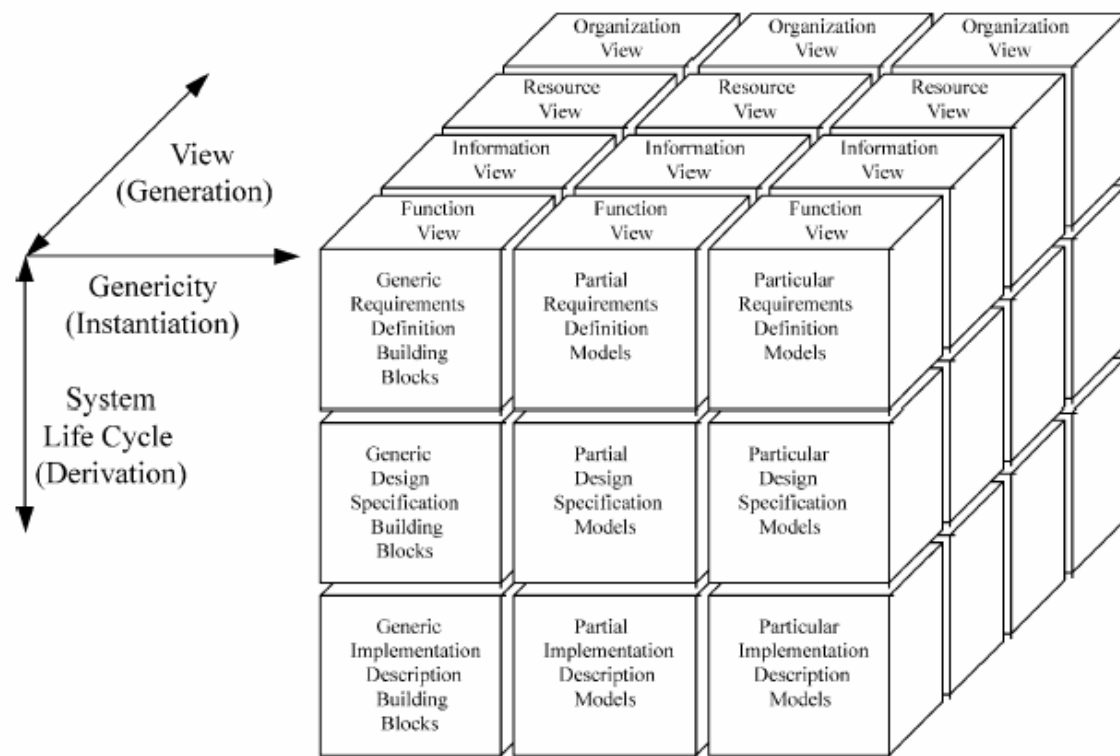 Organization
View
Organization
View
Organization
View
Resource
View
Resource
View
Resource
View
Information
View
Information
View
Information
View
Function
View
Function
View
Function
View
View
(Generation)
Genericity
(Instantiation)
System
Life Cycle
(Derivation)
Generic
Requirements
Definition
Building
Blocks
Partial
Requirements
Definition
Models
Particular
Requirements
Definition
Models
Generic
Design
Specification
Building
Blocks
Partial
Design
Specification
Models
Particular
Design
Specification
Models
Generic
Implementation
Description
Building
Blocks
Partial
Implementation
Description
Models
Particular
Implementation
Description
Models